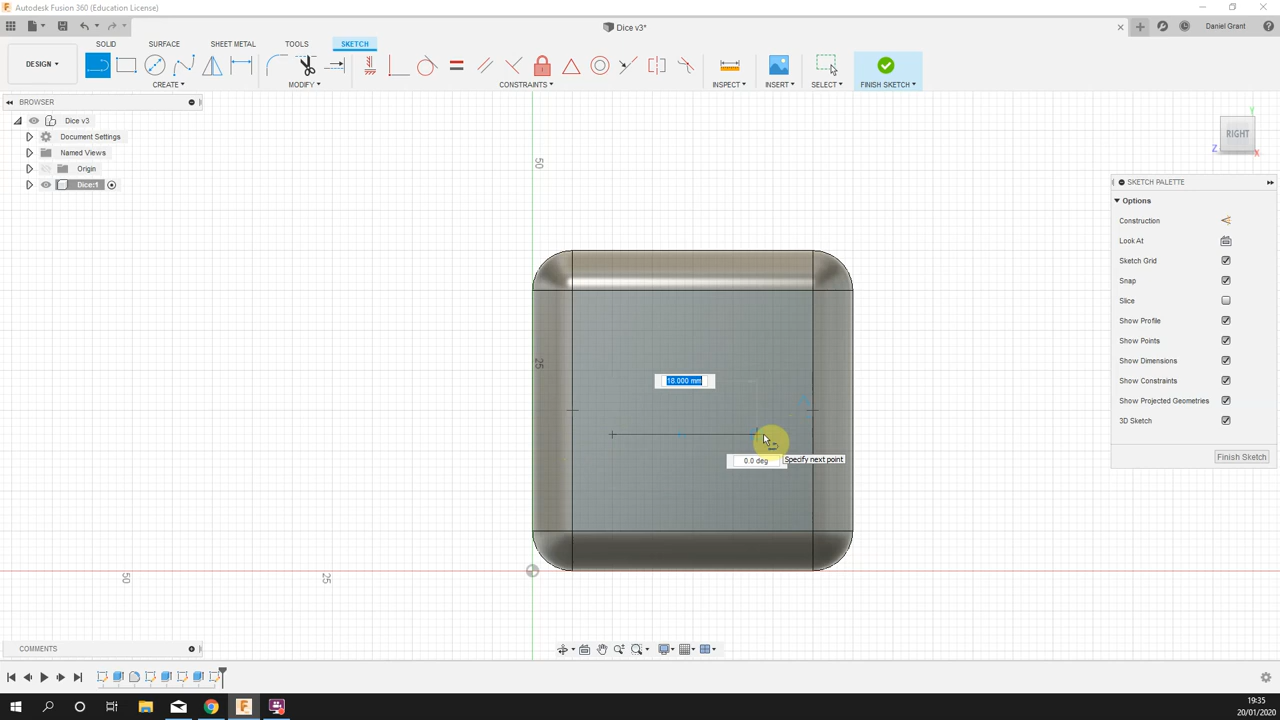 Autodesk Fusion 360 (Education License)
Dice v3*
Daniel Grant
DESIGN
SOLID
SURFACE
SHEET METAL
TOOLS
SKETCH
CREATE
MODIFY
CONSTRAINTS
INSPECT
INSERT
SELECT
FINISH SKETCH
BROWSER
Dice v3
Document Settings
Named Views
Origin
Dice:1
50
25
50
25
18.000 mm
0.0 deg
Specify next point
Y
RIGHT
Z
X
SKETCH PALETTE
Options
Construction
Look At
Sketch Grid
Snap
Slice
Show Profile
Show Points
Show Dimensions
Show Constraints
Show Projected Geometries
3D Sketch
Finish Sketch
COMMENTS
19:35
20/01/2020